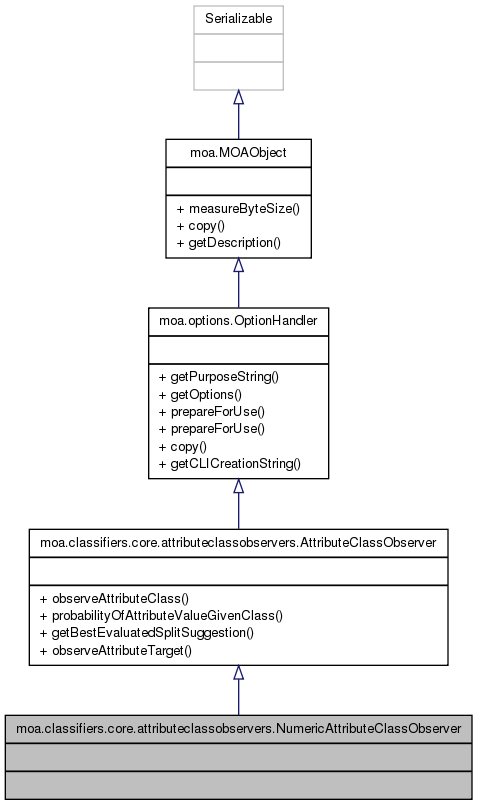 Serializable
moa.MOAObject
+ measureByteSize()
+ copy()
+ getDescription()
moa.options.OptionHandler
+ getPurposeString()
+ getOptions()
+ prepareForUse()
+ prepareForUse()
+ copy()
+ getCLICreationString()
moa.classifiers.core.attributeclassobservers.AttributeClassObserver
+ observeAttributeClass()
+ probabilityOfAttributeValueGivenClass()
+ getBestEvaluatedSplitSuggestion()
+ observeAttributeTarget()
moa.classifiers.core.attributeclassobservers.NumericAttributeClassObserver